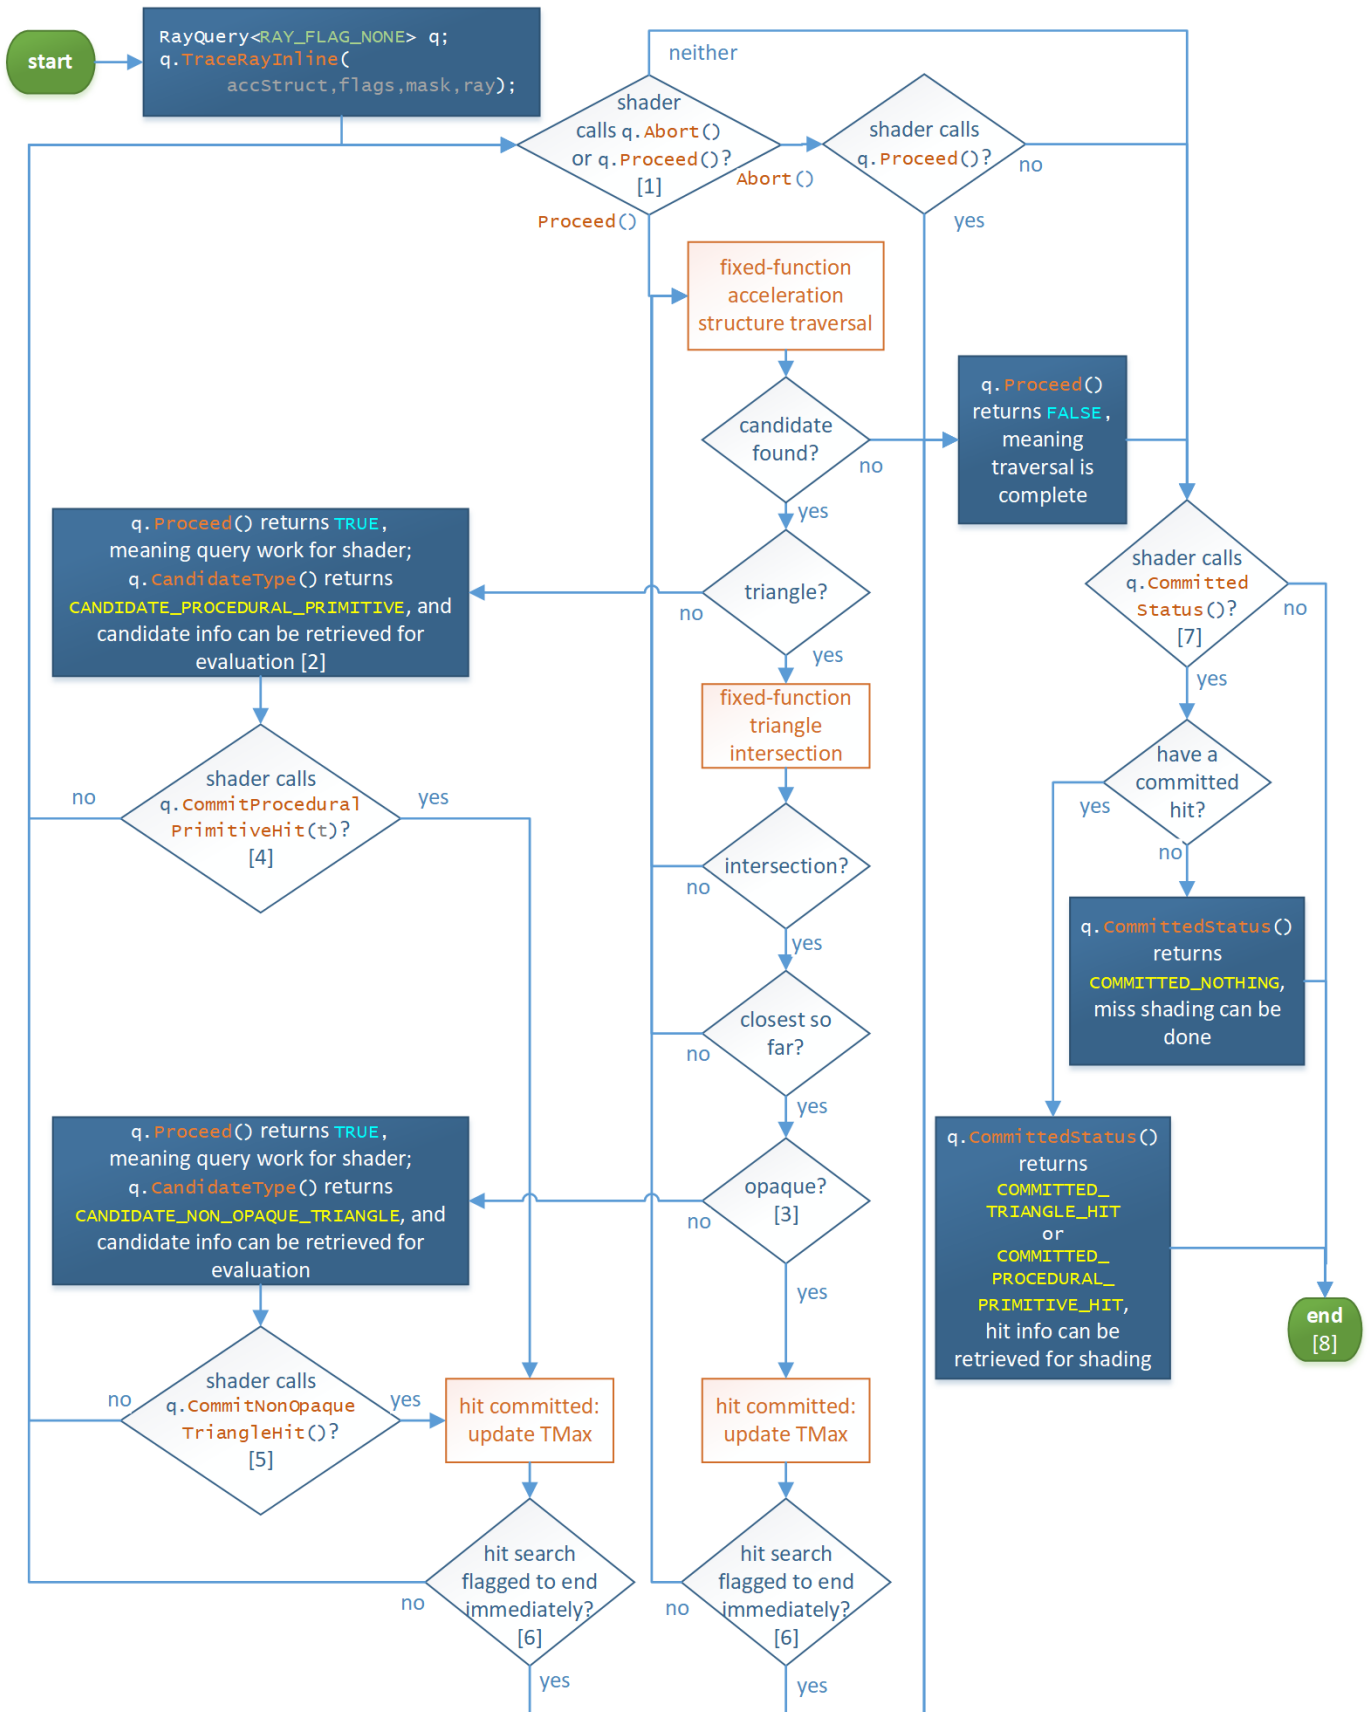 start
RayQuery<RAY_FLAG_NONE> q;
q.TraceRayInline(
accStruct,flags,mask,ray);
neither
shader
calls q.Abort()
or q.Proceed()?
[1]
Abort()
Proceed()
shader calls
q.Proceed()?
no
yes
fixed-function
acceleration
structure traversal
candidate
found?
no
yes
q.Proceed()
returns FALSE,
meaning
traversal is
complete
q.Proceed() returns TRUE,
meaning query work for shader;
q.CandidateType() returns
CANDIDATE_PROCEDURAL_PRIMITIVE, and
candidate info can be retrieved for
evaluation [2]
triangle?
no
yes
shader calls
q.Committed
Status()?
[7]
no
yes
fixed-function
triangle
intersection
have a
committed
hit?
yes
no
shader calls
q.CommitProcedural
PrimitiveHit(t)?
[4]
no
yes
intersection?
no
yes
q.CommittedStatus()
returns
COMMITTED_NOTHING,
miss shading can be
done
closest so
far?
no
yes
q.Proceed() returns TRUE,
meaning query work for shader;
q.CandidateType() returns
CANDIDATE_NON_OPAQUE_TRIANGLE, and
candidate info can be retrieved for
evaluation
opaque?
[3]
no
yes
q.CommittedStatus()
returns
COMMITTED_
TRIANGLE_HIT
or
COMMITTED_
PROCEDURAL_
PRIMITIVE_HIT,
hit info can be
retrieved for shading
end
[8]
shader calls
q.CommitNonOpaque
TriangleHit()?
[5]
no
yes
hit committed:
update TMax
hit committed:
update TMax
hit search
flagged to end
immediately?
[6]
no
yes
hit search
flagged to end
immediately?
[6]
no
yes